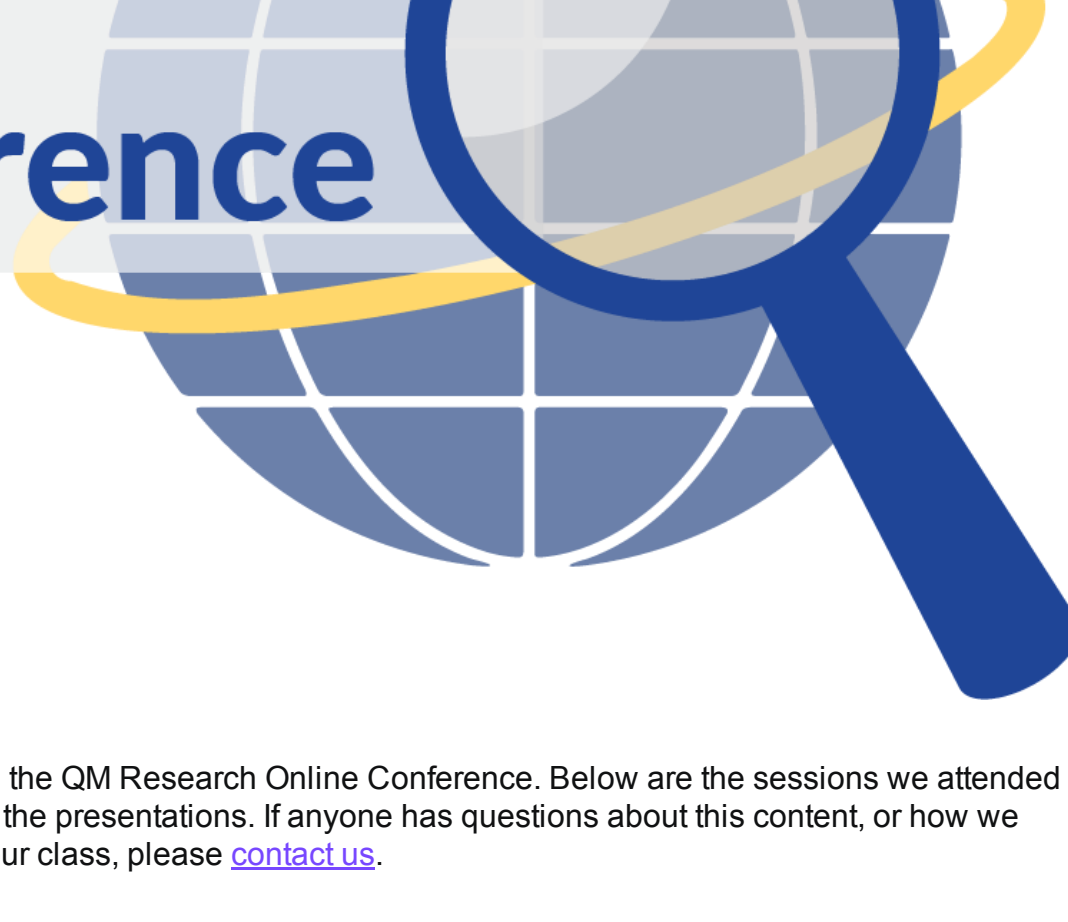 rence
the QM Research Online Conference. Below are the sessions we attended
the presentations. If anyone has questions about this content, or how we
ur class, please contact us.